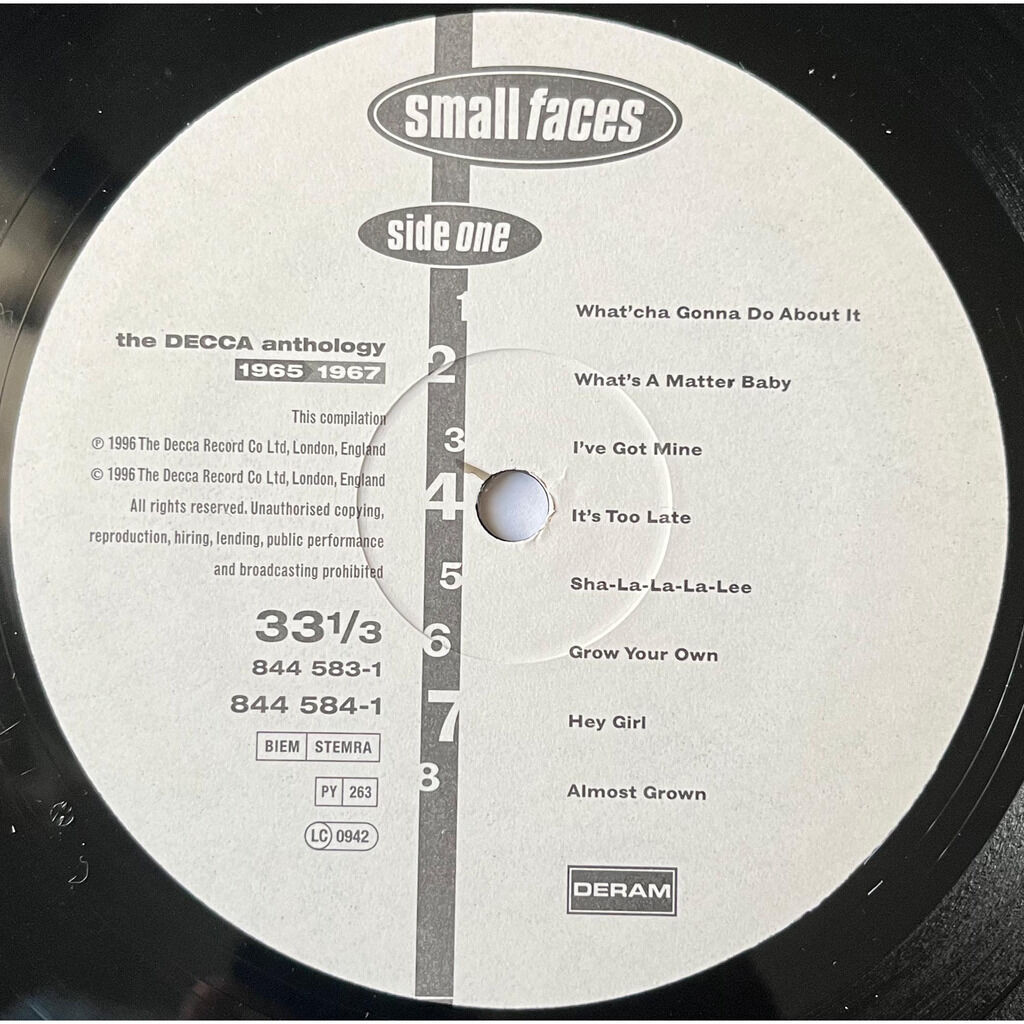 small faces
side one
the DECCA anthology
1965 1967
This compilation
℗ 1996 The Decca Record Co Ltd, London, England
© 1996 The Decca Record Co Ltd, London, England
All rights reserved. Unauthorised copying,
reproduction, hiring, lending, public performance
and broadcasting prohibited
33 1/3
844 583-1
844 584-1
BIEM STEMRA
PY 263
LC 0942
1 What'cha Gonna Do About It
2 What's A Matter Baby
3 I've Got Mine
4 It's Too Late
5 Sha-La-La-La-Lee
6 Grow Your Own
7 Hey Girl
8 Almost Grown
DERAM